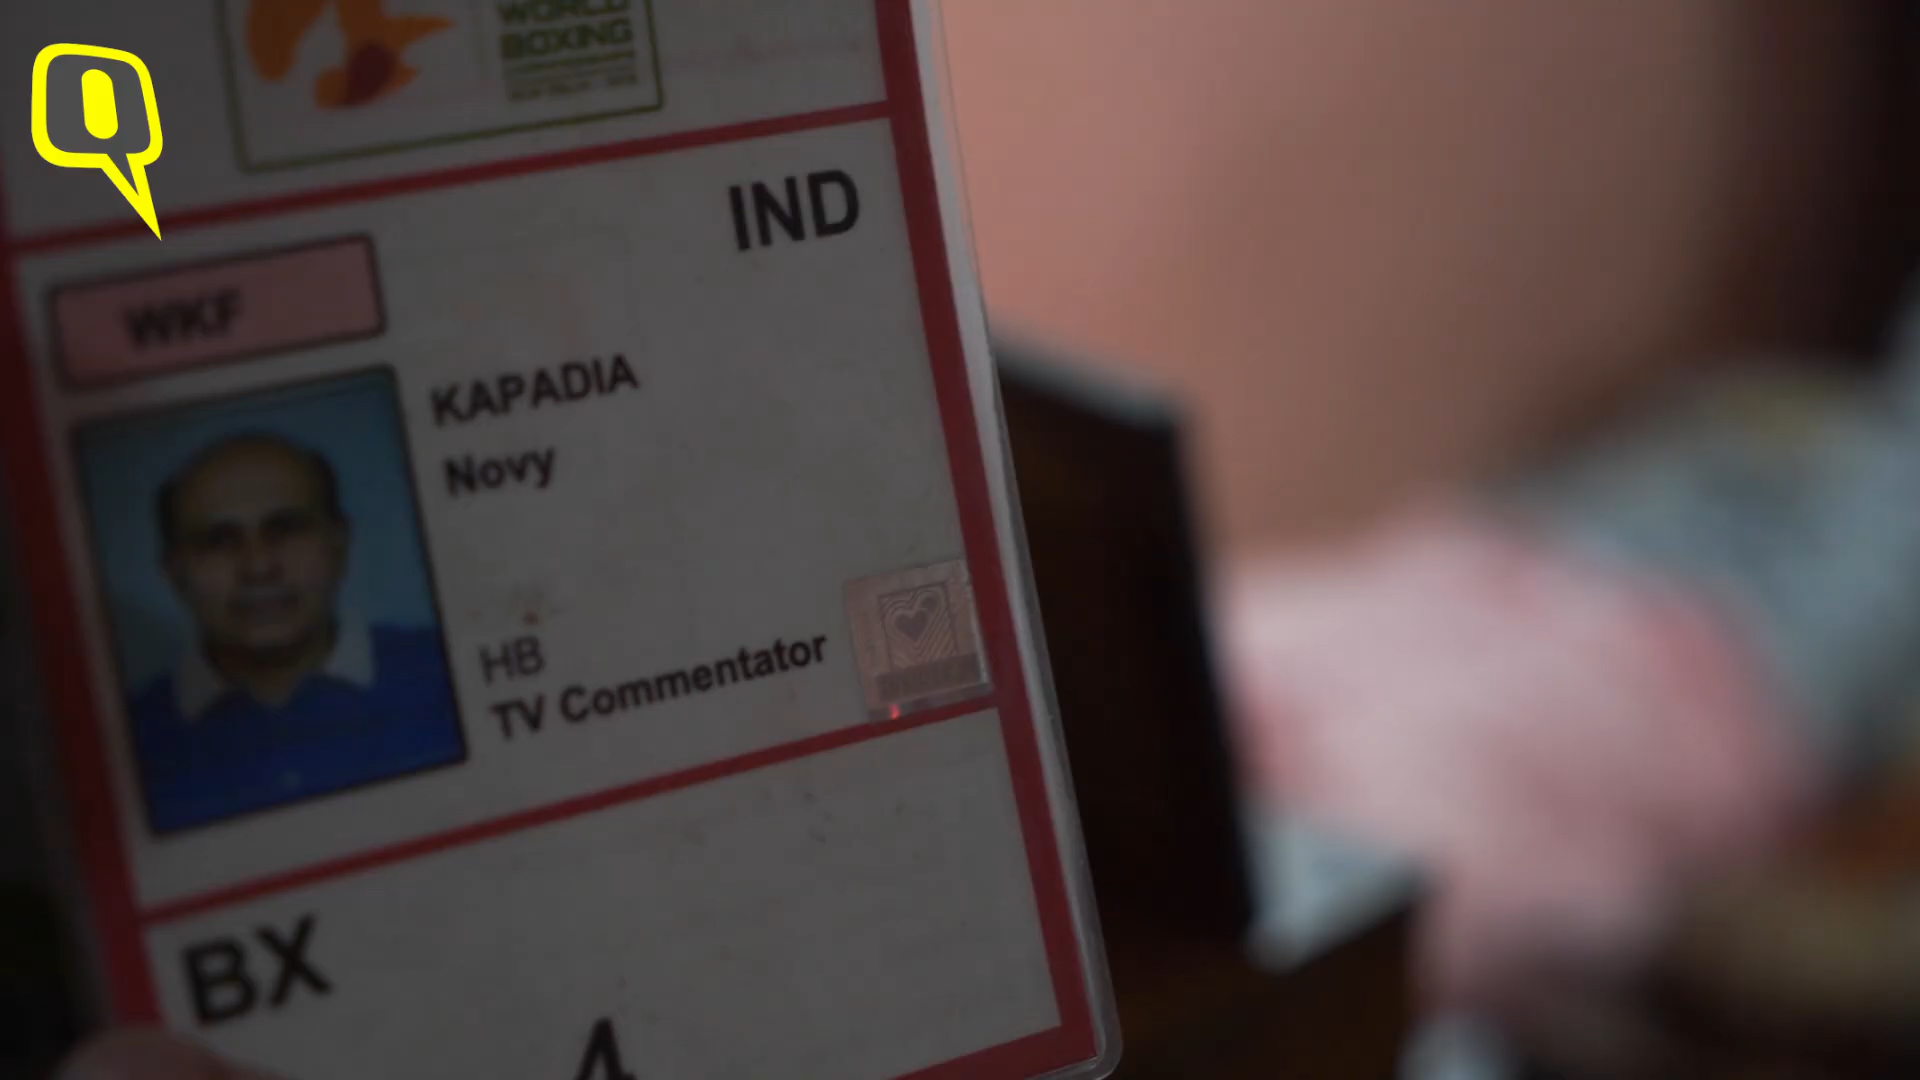 WORLD
BOXING
IND
WKF
KAPADIA
Novy
HB
TV Commentator
BX
4